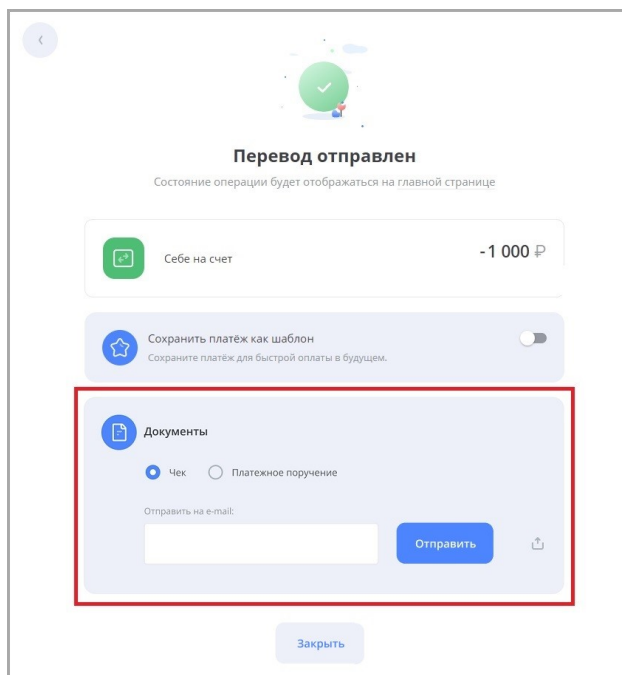 Перевод отправлен
Состояние операции будет отображаться на главной странице
Себе на счет
-1 000 ₽
Сохранить платёж как шаблон
Сохраните платёж для быстрой оплаты в будущем.
Документы
Чек Платежное поручение
Отправить на e-mail:
Отправить
Закрыть